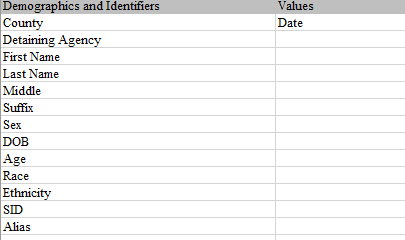 Demographics and Identifiers Values
County Date
Detaining Agency
First Name
Last Name
Middle
Suffix
Sex
DOB
Age
Race
Ethnicity
SID
Alias